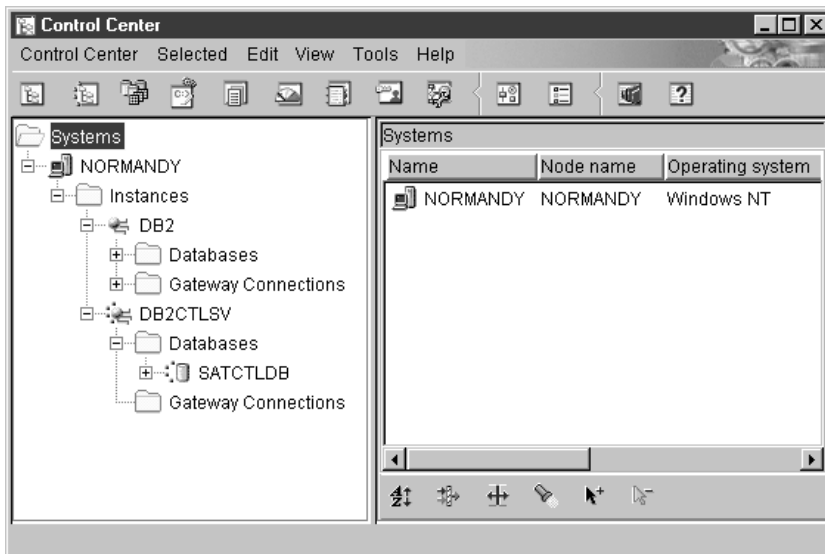 Control Center
Control Center Selected Edit View Tools Help
Systems
NORMANDY
Instances
DB2
Databases
Gateway Connections
DB2CTLSV
Databases
SATCTLDB
Gateway Connections
Systems
Name Node name Operating system
NORMANDY NORMANDY Windows NT